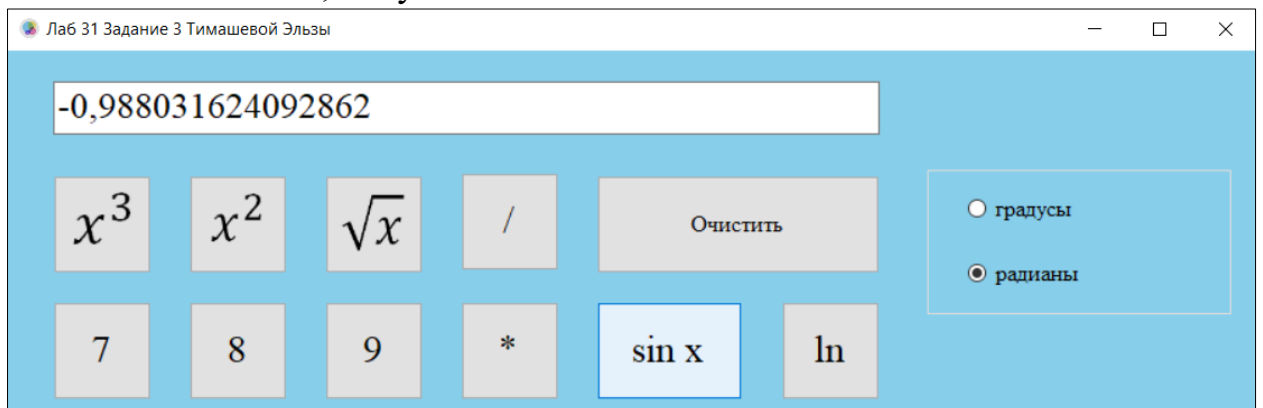 Лаб 31 Задание 3 Тимашевой Эльзы
-0,988031624092862
x³ x² √x / Очистить
градусы
радианы
7 8 9 * sin x ln